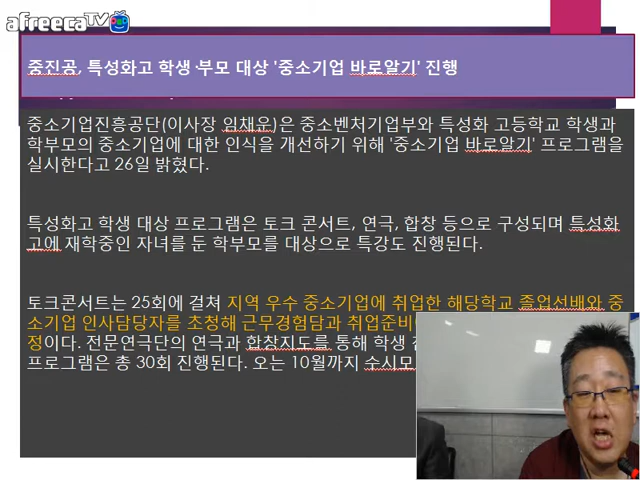 afreecaTV
중진공, 특성화고 학생·부모 대상 '중소기업 바로알기' 진행
중소기업진흥공단(이사장 임채운)은 중소벤처기업부와 특성화 고등학교 학생과
학부모의 중소기업에 대한 인식을 개선하기 위해 '중소기업 바로알기' 프로그램을
실시한다고 26일 밝혔다.
특성화고 학생 대상 프로그램은 토크 콘서트, 연극, 합창 등으로 구성되며 특성화
고에 재학중인 자녀를 둔 학부모를 대상으로 특강도 진행된다.
토크콘서트는 25회에 걸쳐 지역 우수 중소기업에 취업한 해당학교 졸업선배와 중
소기업 인사담당자를 초청해 근무경험담과 취업준비
정이다. 전문연극단의 연극과 합창지도를 통해 학생
프로그램은 총 30회 진행된다. 오는 10월까지 수시모